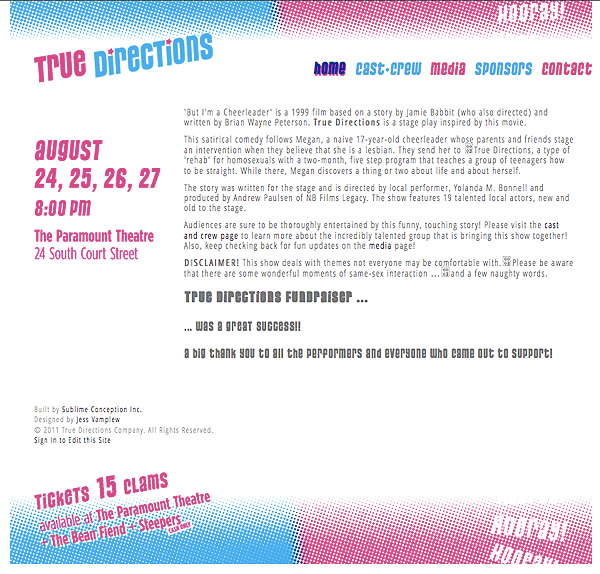 HOORAY!
TRUE DIRECTIONS
home cast+crew media sponsors contact
august
24, 25, 26, 27
8:00 PM
The Paramount Theatre
24 South Court Street
'But I'm a Cheerleader' is a 1999 film based on a story by Jamie Babbit (who also directed) and
written by Brian Wayne Peterson. True Directions is a stage play inspired by this movie.
This satirical comedy follows Megan, a naive 17-year-old cheerleader whose parents and friends stage
an intervention when they believe that she is a lesbian. They send her to True Directions, a type of
'rehab' for homosexuals with a two-month, five step program that teaches a group of teenagers how
to be straight. While there, Megan discovers a thing or two about life and about herself.
The story was written for the stage and is directed by local performer, Yolanda M. Bonnell and
produced by Andrew Paulsen of NB Films Legacy. The show features 19 talented local actors, new and
old to the stage.
Audiences are sure to be thoroughly entertained by this funny, touching story! Please visit the cast
and crew page to learn more about the incredibly talented group that is bringing this show together!
Also, keep checking back for fun updates on the media page!
DISCLAIMER! This show deals with themes not everyone may be comfortable with. Please be aware
that there are some wonderful moments of same-sex interaction ... and a few naughty words.
True Directions Fundraiser ...
... was a great success!!
a big thank you to all the performers and everyone who came out to support!
Built by Sublime Conception Inc.
Designed by Jess Vamplew
© 2011 True Directions Company. All Rights Reserved.
Sign In to Edit this Site
Tickets 15 clams
available at The Paramount Theatre
+ The Bean Fiend + Steepers CASH ONLY
HOORAY!
HOORAY!